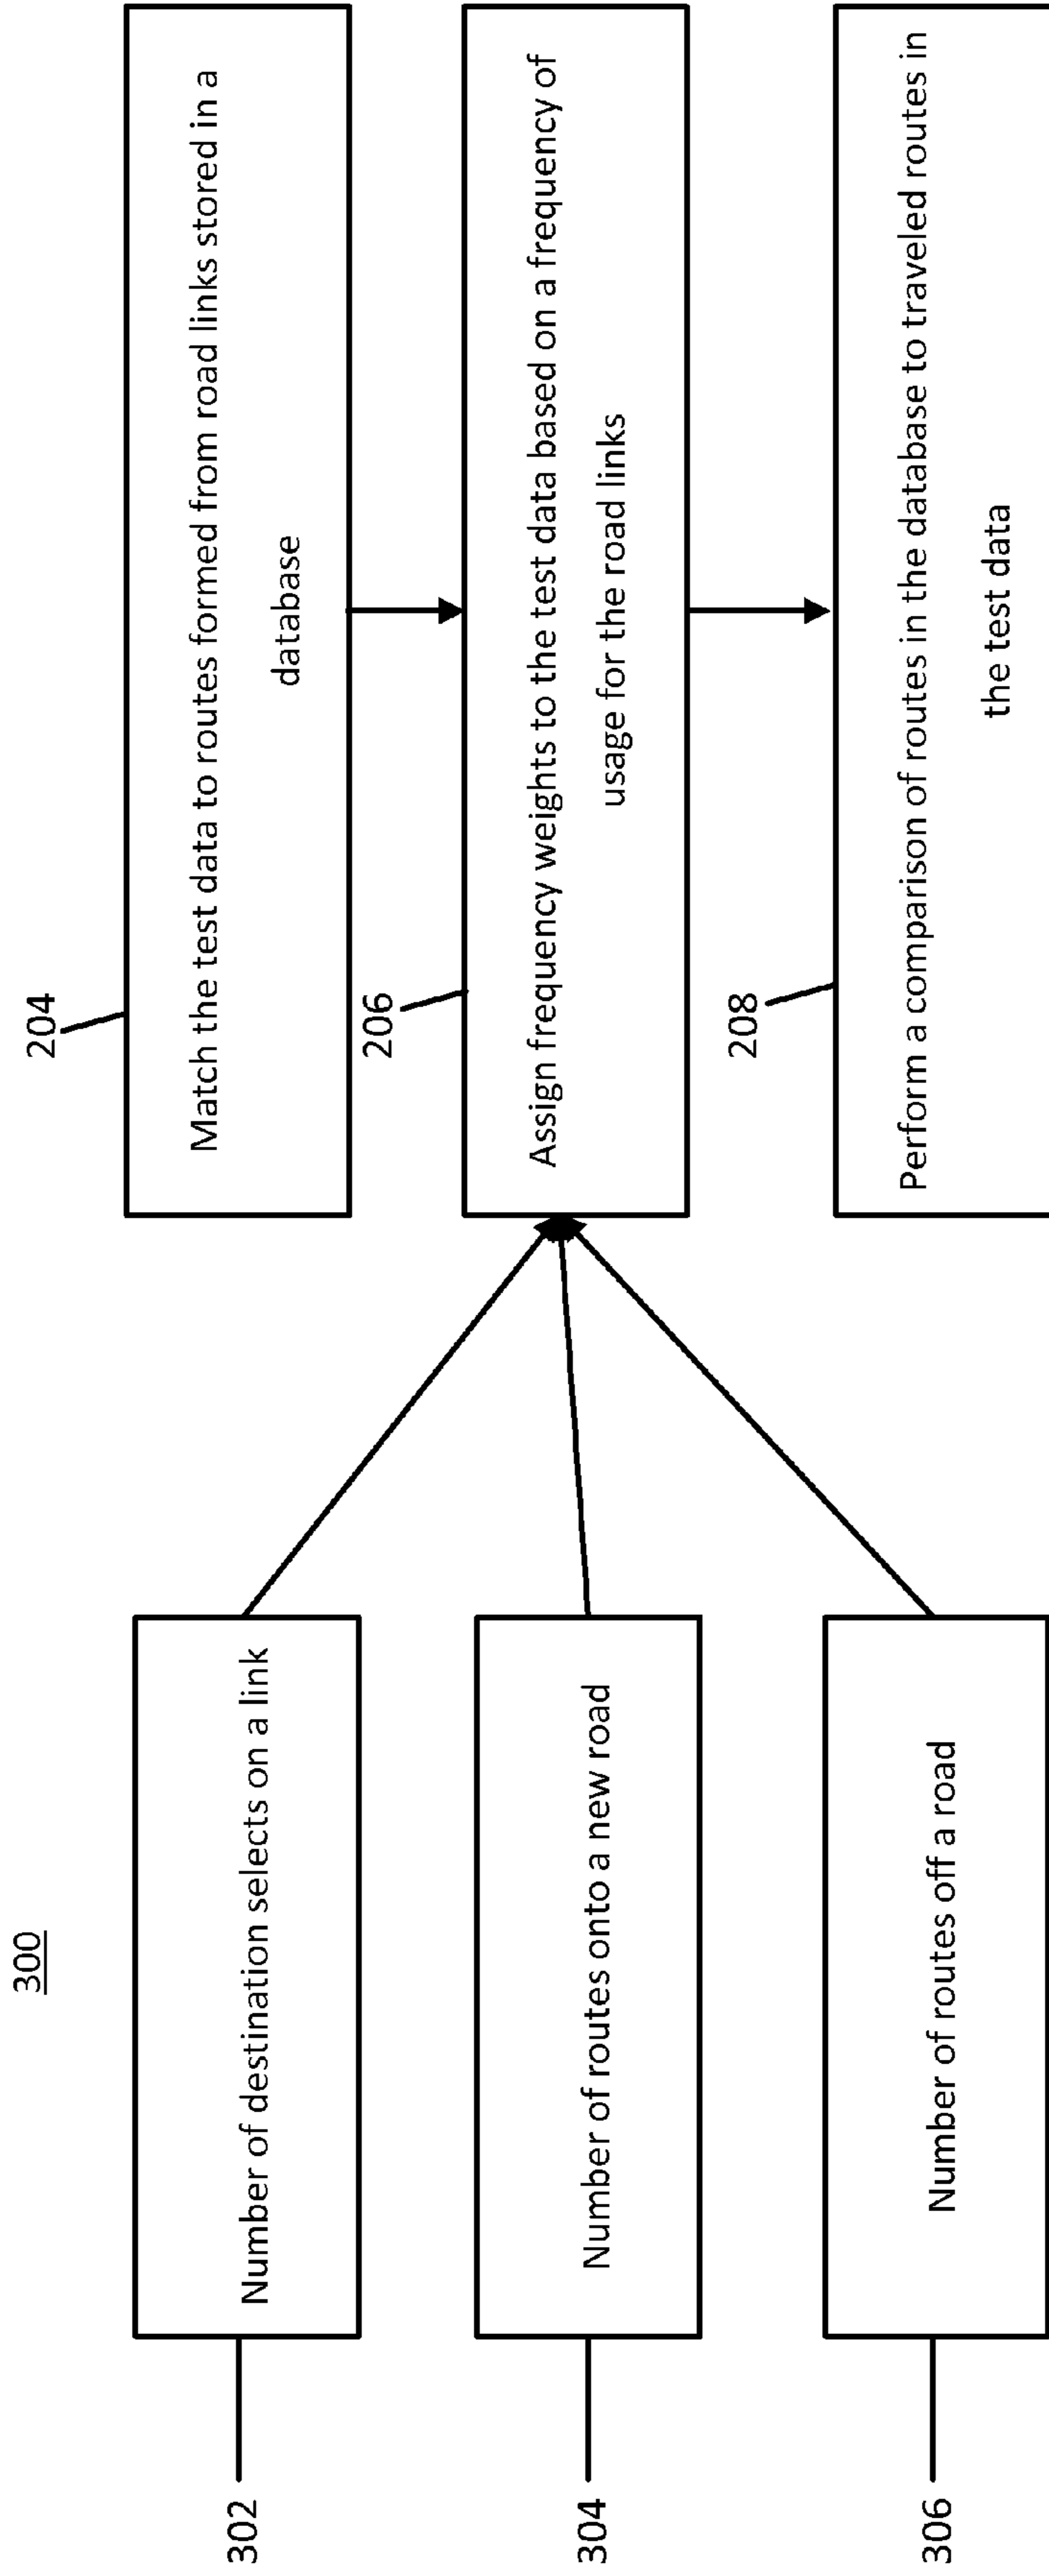 300
302
Number of destination selects on a link
304
Number of routes onto a new road
306
Number of routes off a road
204
Match the test data to routes formed from road links stored in a
database
206
Assign frequency weights to the test data based on a frequency of
usage for the road links
208
Perform a comparison of routes in the database to traveled routes in
the test data